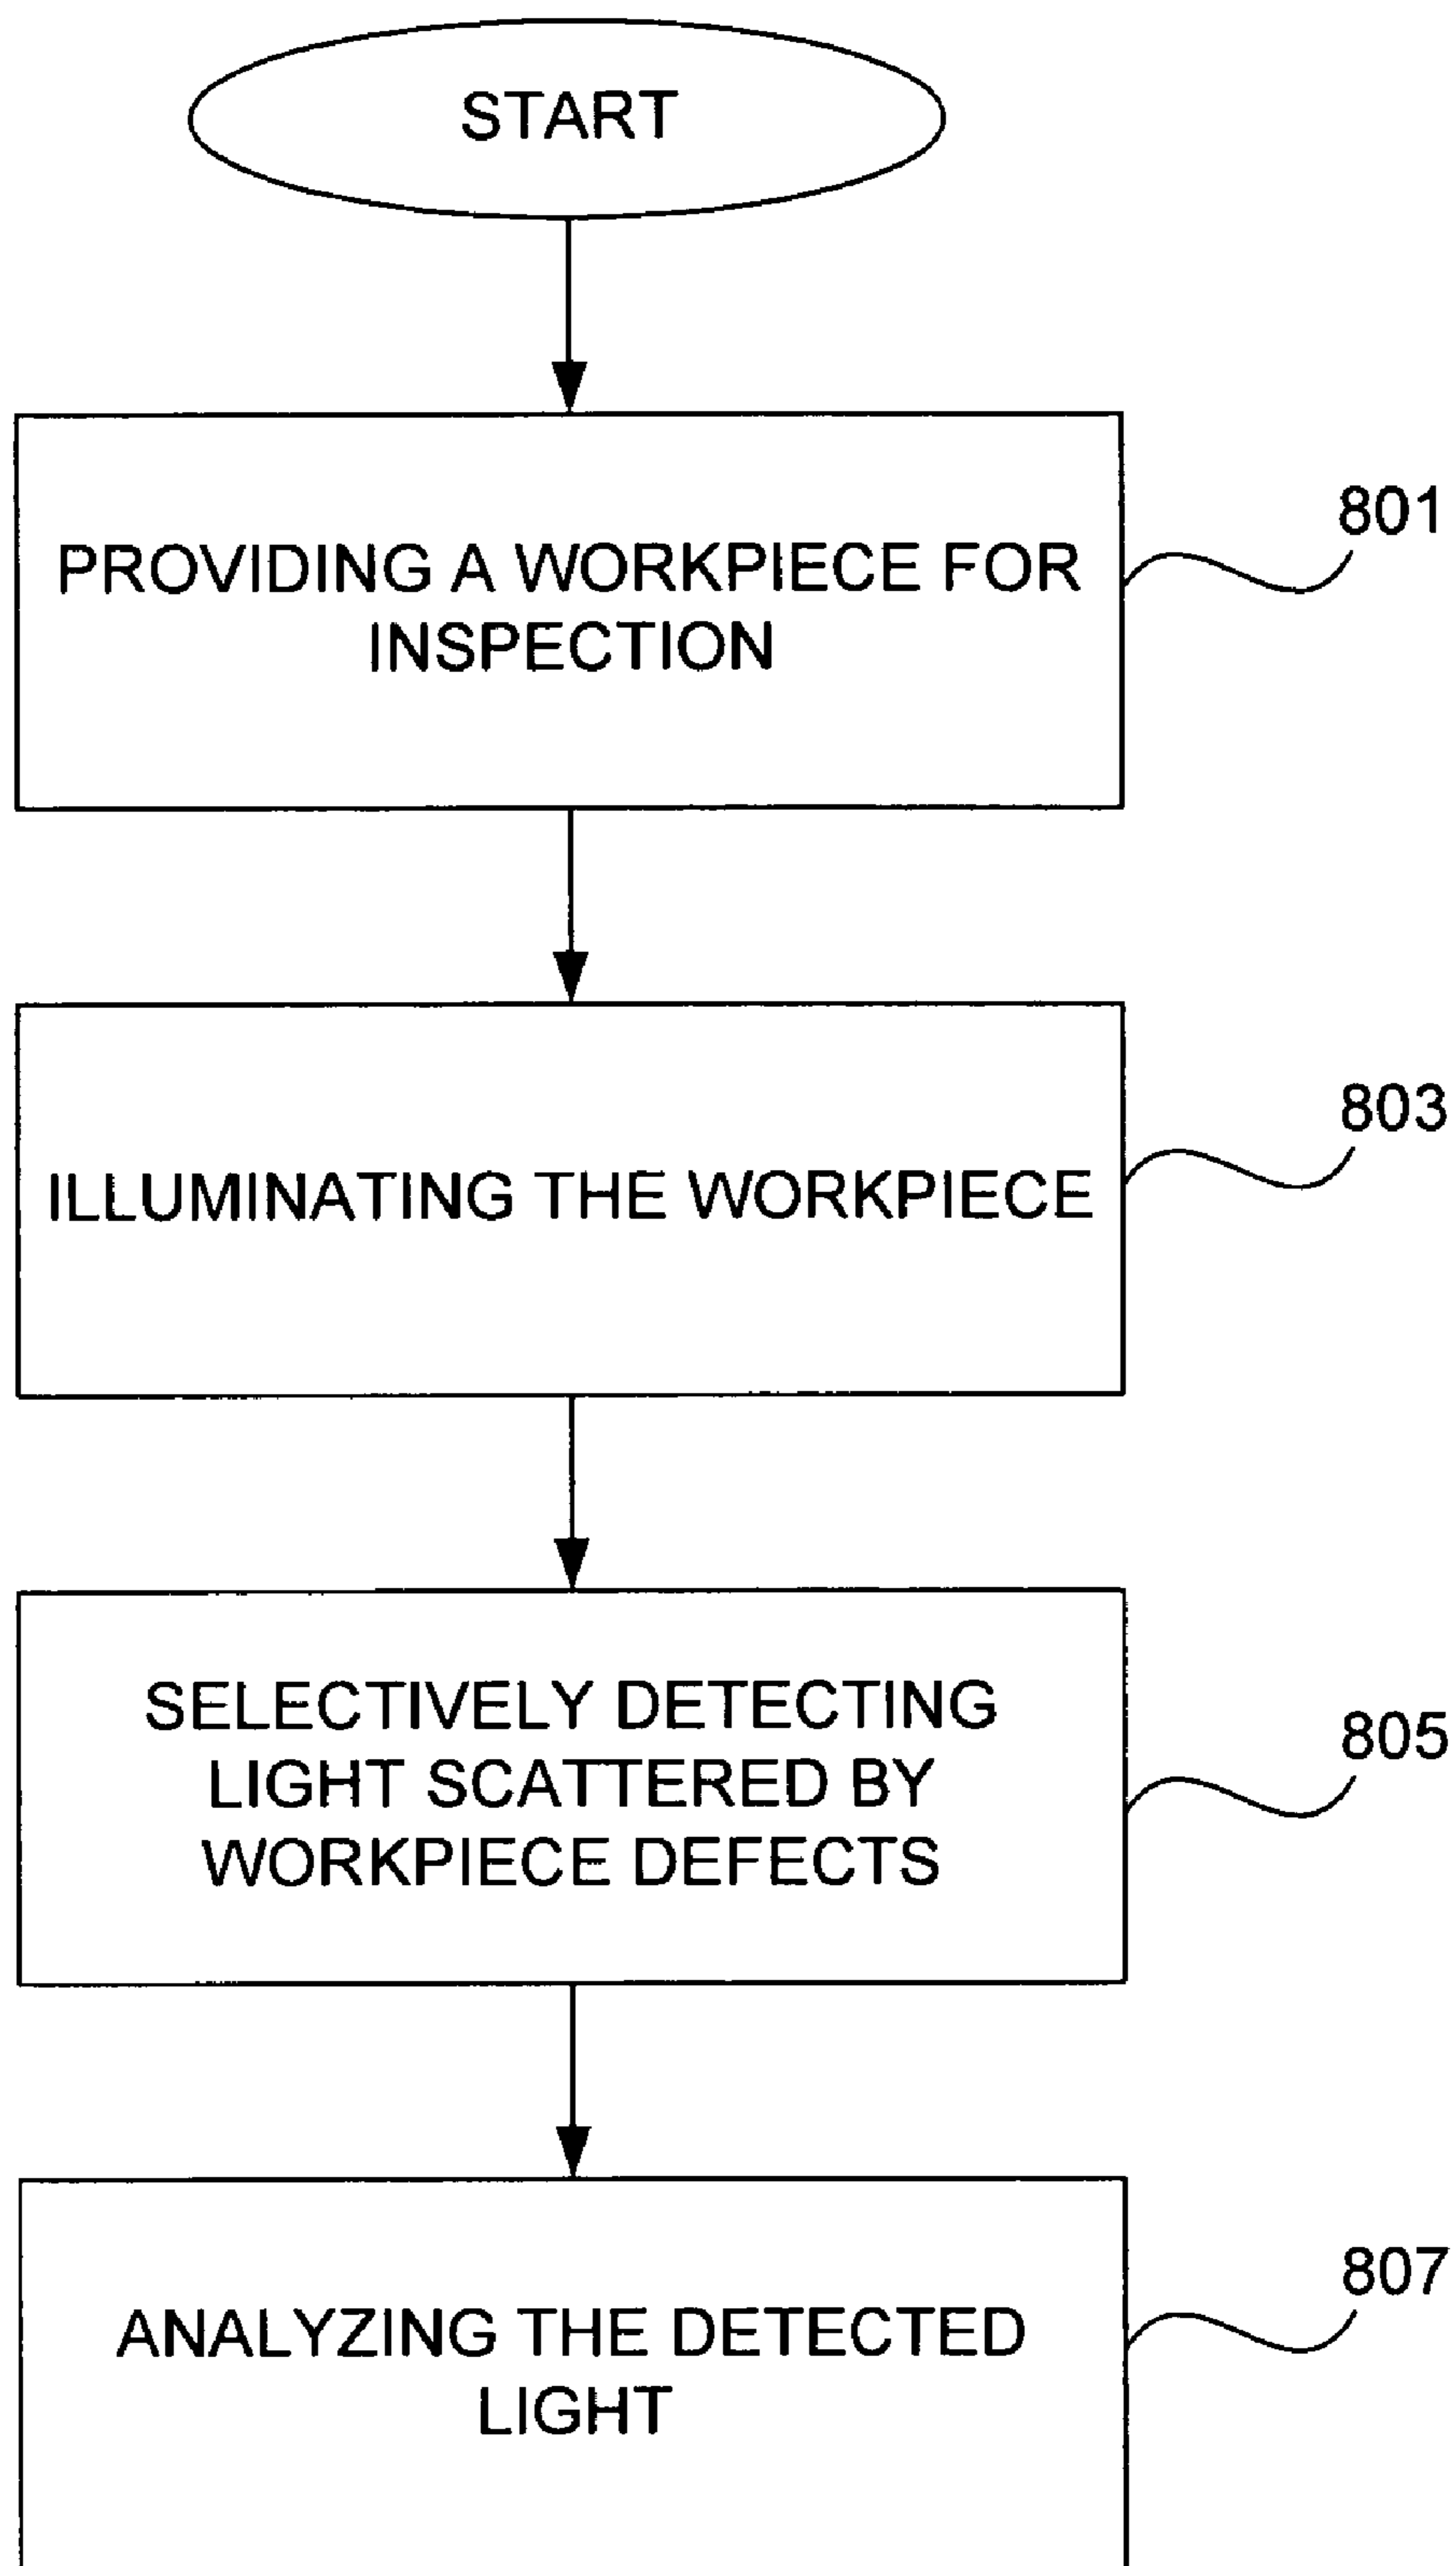 START
801
PROVIDING A WORKPIECE FOR
INSPECTION
803
ILLUMINATING THE WORKPIECE
SELECTIVELY DETECTING
LIGHT SCATTERED BY
WORKPIECE DEFECTS
805
807
ANALYZING THE DETECTED
LIGHT